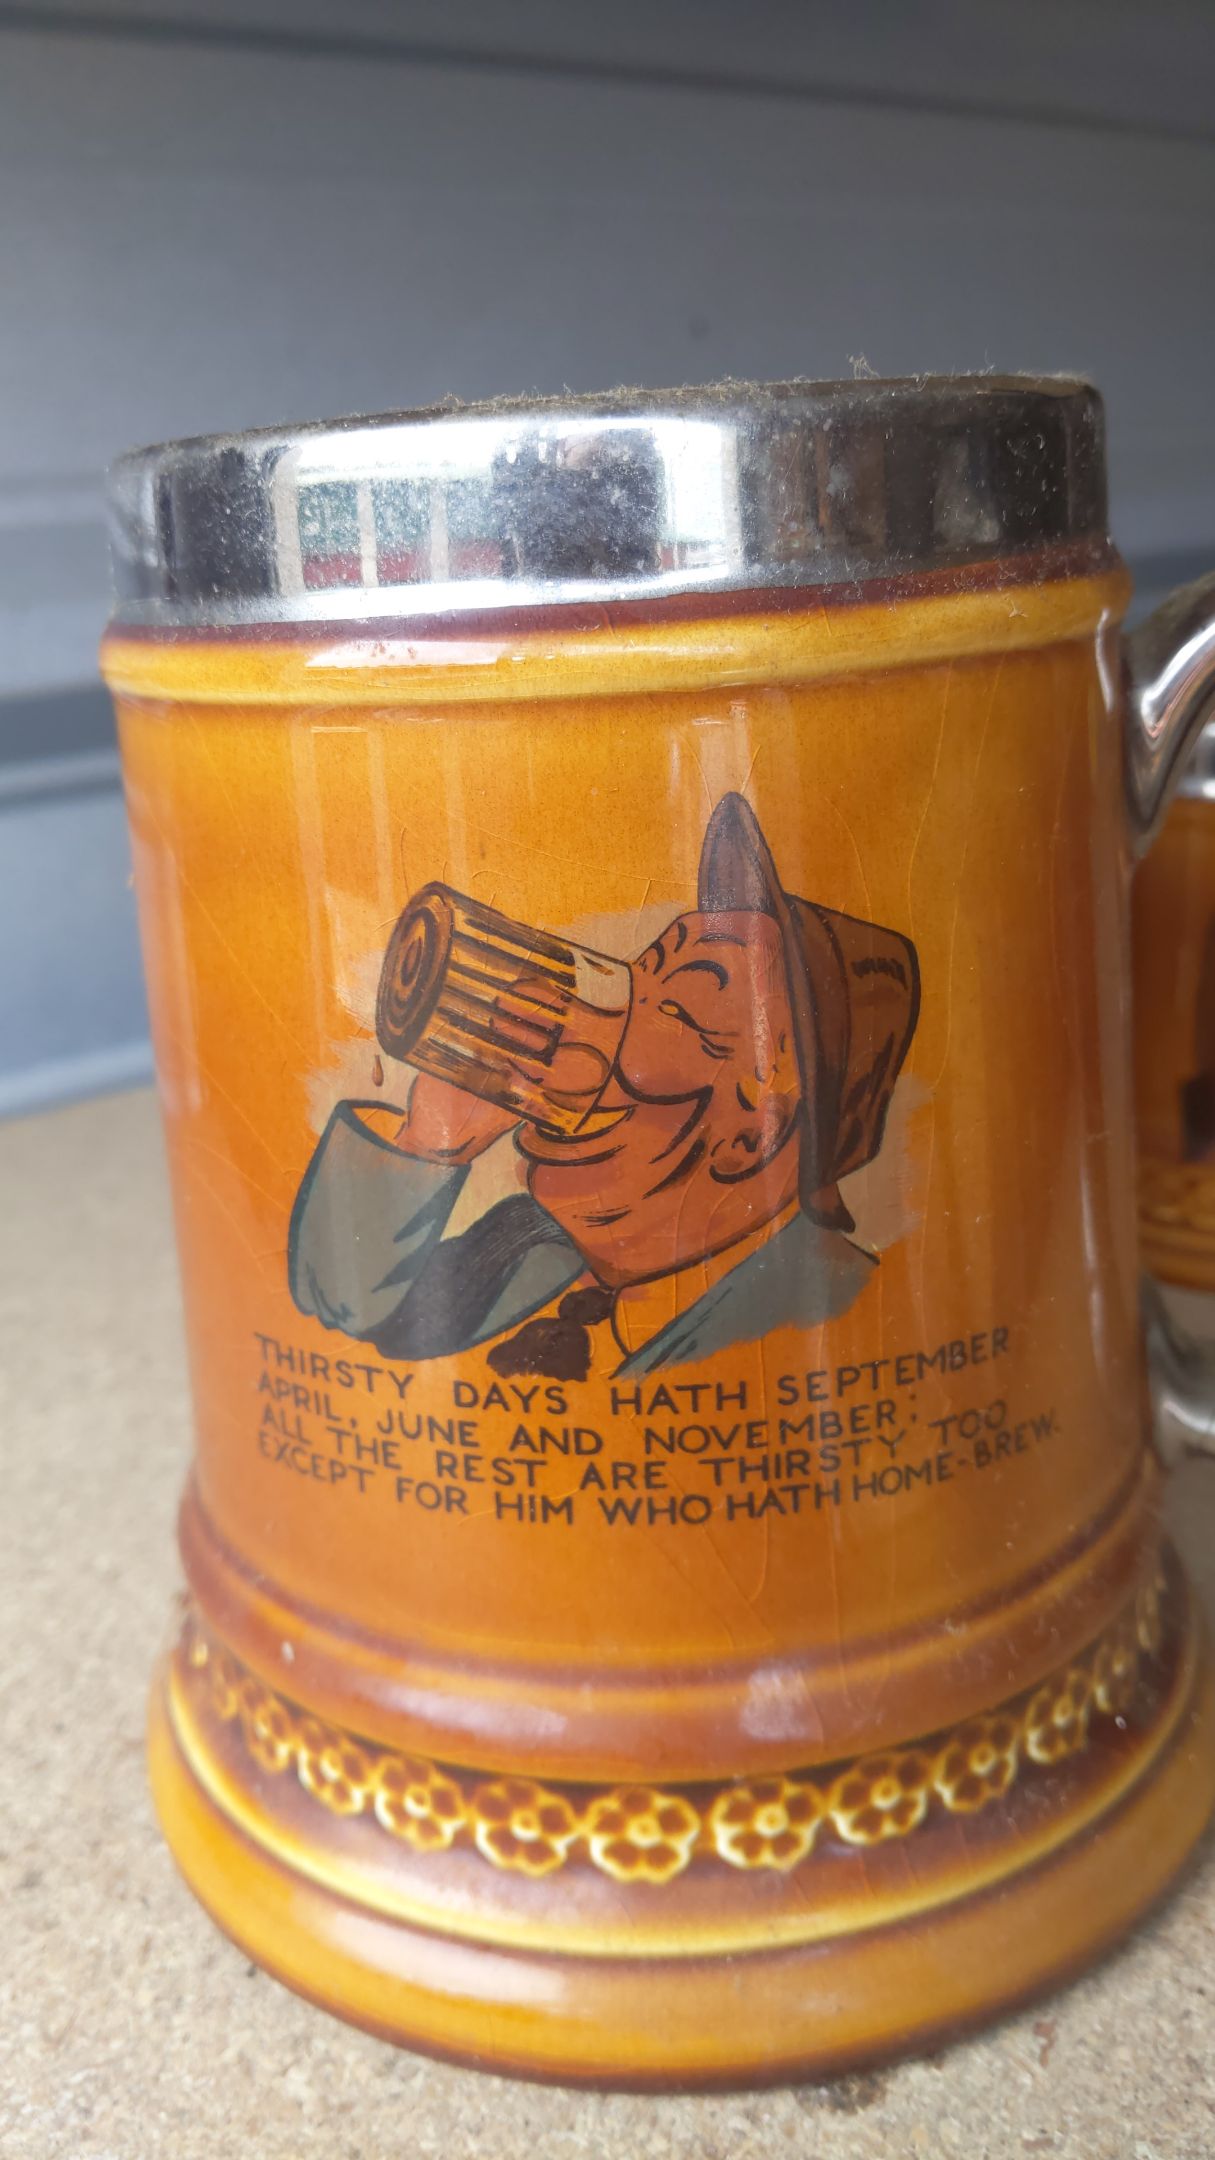 THIRSTY DAYS HATH SEPTEMBER
APRIL, JUNE AND NOVEMBER;
ALL THE REST ARE THIRSTY TOO
EXCEPT FOR HIM WHO HATH HOME-BREW.